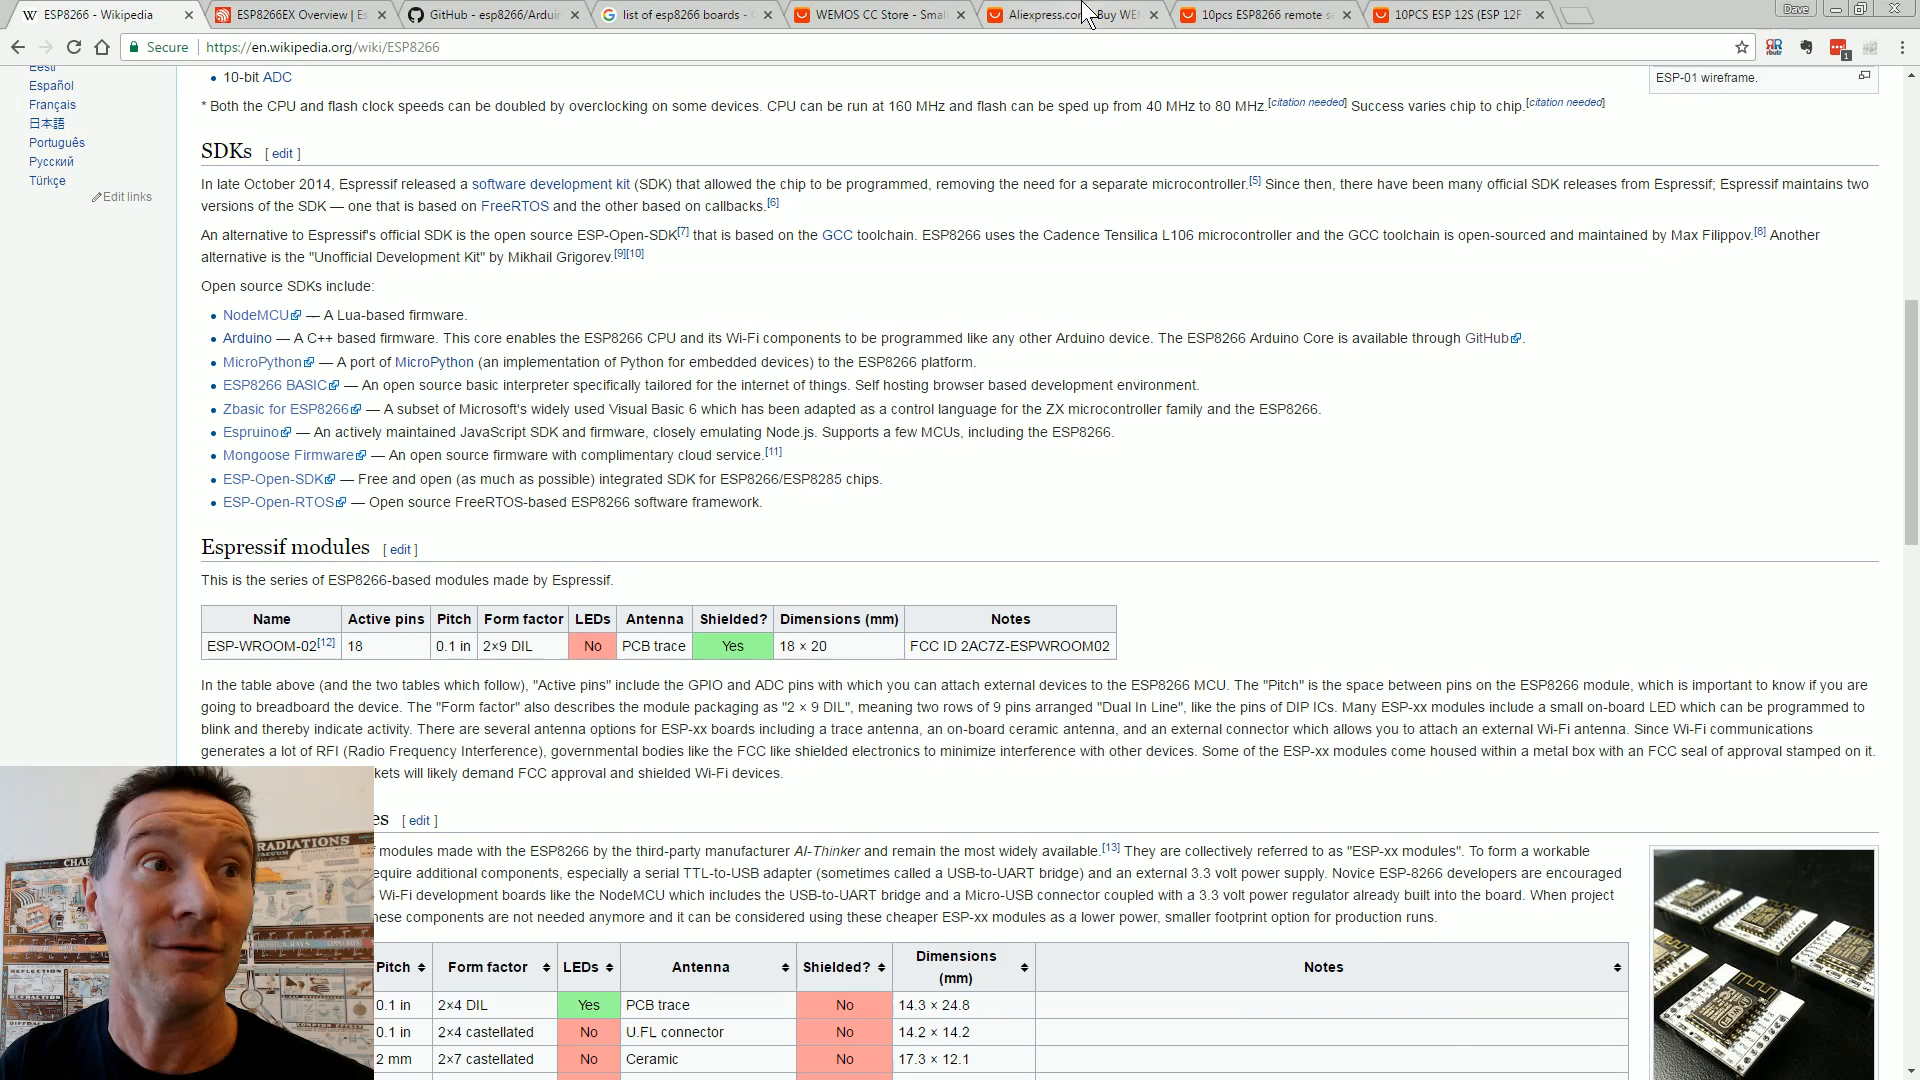 ESP8266 - Wikipedia
ESP8266EX Overview | Es
GitHub - esp8266/Arduin
list of esp8266 boards -
WEMOS CC Store - Small
Aliexpress.co Buy WE
10pcs ESP8266 remote s
10PCS ESP 12S (ESP 12F
Dave
Secure https://en.wikipedia.org/wiki/ESP8266
Eesti
Español
Français
日本語
Português
Русский
Türkçe
Edit links
10-bit ADC
ESP-01 wireframe.
* Both the CPU and flash clock speeds can be doubled by overclocking on some devices. CPU can be run at 160 MHz and flash can be sped up from 40 MHz to 80 MHz.[citation needed] Success varies chip to chip.[citation needed]
SDKs [ edit ]
In late October 2014, Espressif released a software development kit (SDK) that allowed the chip to be programmed, removing the need for a separate microcontroller.[5] Since then, there have been many official SDK releases from Espressif; Espressif maintains two
versions of the SDK — one that is based on FreeRTOS and the other based on callbacks.[6]
An alternative to Espressif's official SDK is the open source ESP-Open-SDK[7] that is based on the GCC toolchain. ESP8266 uses the Cadence Tensilica L106 microcontroller and the GCC toolchain is open-sourced and maintained by Max Filippov.[8] Another
alternative is the "Unofficial Development Kit" by Mikhail Grigorev.[9][10]
Open source SDKs include:
NodeMCU — A Lua-based firmware.
Arduino — A C++ based firmware. This core enables the ESP8266 CPU and its Wi-Fi components to be programmed like any other Arduino device. The ESP8266 Arduino Core is available through GitHub.
MicroPython — A port of MicroPython (an implementation of Python for embedded devices) to the ESP8266 platform.
ESP8266 BASIC — An open source basic interpreter specifically tailored for the internet of things. Self hosting browser based development environment.
Zbasic for ESP8266 — A subset of Microsoft's widely used Visual Basic 6 which has been adapted as a control language for the ZX microcontroller family and the ESP8266.
Espruino — An actively maintained JavaScript SDK and firmware, closely emulating Node.js. Supports a few MCUs, including the ESP8266.
Mongoose Firmware — An open source firmware with complimentary cloud service.[11]
ESP-Open-SDK — Free and open (as much as possible) integrated SDK for ESP8266/ESP8285 chips.
ESP-Open-RTOS — Open source FreeRTOS-based ESP8266 software framework.
Espressif modules [ edit ]
This is the series of ESP8266-based modules made by Espressif.
Name Active pins Pitch Form factor LEDs Antenna Shielded? Dimensions (mm) Notes
ESP-WROOM-02[12] 18 0.1 in 2×9 DIL No PCB trace Yes 18 × 20 FCC ID 2AC7Z-ESPWROOM02
In the table above (and the two tables which follow), "Active pins" include the GPIO and ADC pins with which you can attach external devices to the ESP8266 MCU. The "Pitch" is the space between pins on the ESP8266 module, which is important to know if you are
going to breadboard the device. The "Form factor" also describes the module packaging as "2 × 9 DIL", meaning two rows of 9 pins arranged "Dual In Line", like the pins of DIP ICs. Many ESP-xx modules include a small on-board LED which can be programmed to
blink and thereby indicate activity. There are several antenna options for ESP-xx boards including a trace antenna, an on-board ceramic antenna, and an external connector which allows you to attach an external Wi-Fi antenna. Since Wi-Fi communications
generates a lot of RFI (Radio Frequency Interference), governmental bodies like the FCC like shielded electronics to minimize interference with other devices. Some of the ESP-xx modules come housed within a metal box with an FCC seal of approval stamped on it.
kets will likely demand FCC approval and shielded Wi-Fi devices.
es [ edit ]
modules made with the ESP8266 by the third-party manufacturer AI-Thinker and remain the most widely available.[13] They are collectively referred to as "ESP-xx modules". To form a workable
equire additional components, especially a serial TTL-to-USB adapter (sometimes called a USB-to-UART bridge) and an external 3.3 volt power supply. Novice ESP-8266 developers are encouraged
Wi-Fi development boards like the NodeMCU which includes the USB-to-UART bridge and a Micro-USB connector coupled with a 3.3 volt power regulator already built into the board. When project
hese components are not needed anymore and it can be considered using these cheaper ESP-xx modules as a lower power, smaller footprint option for production runs.
Pitch Form factor LEDs Antenna Shielded? Dimensions (mm) Notes
0.1 in 2×4 DIL Yes PCB trace No 14.3 × 24.8
0.1 in 2×4 castellated No U.FL connector No 14.2 × 14.2
2 mm 2×7 castellated No Ceramic No 17.3 × 12.1
CHAR
RADIATIONS
REFLECTION